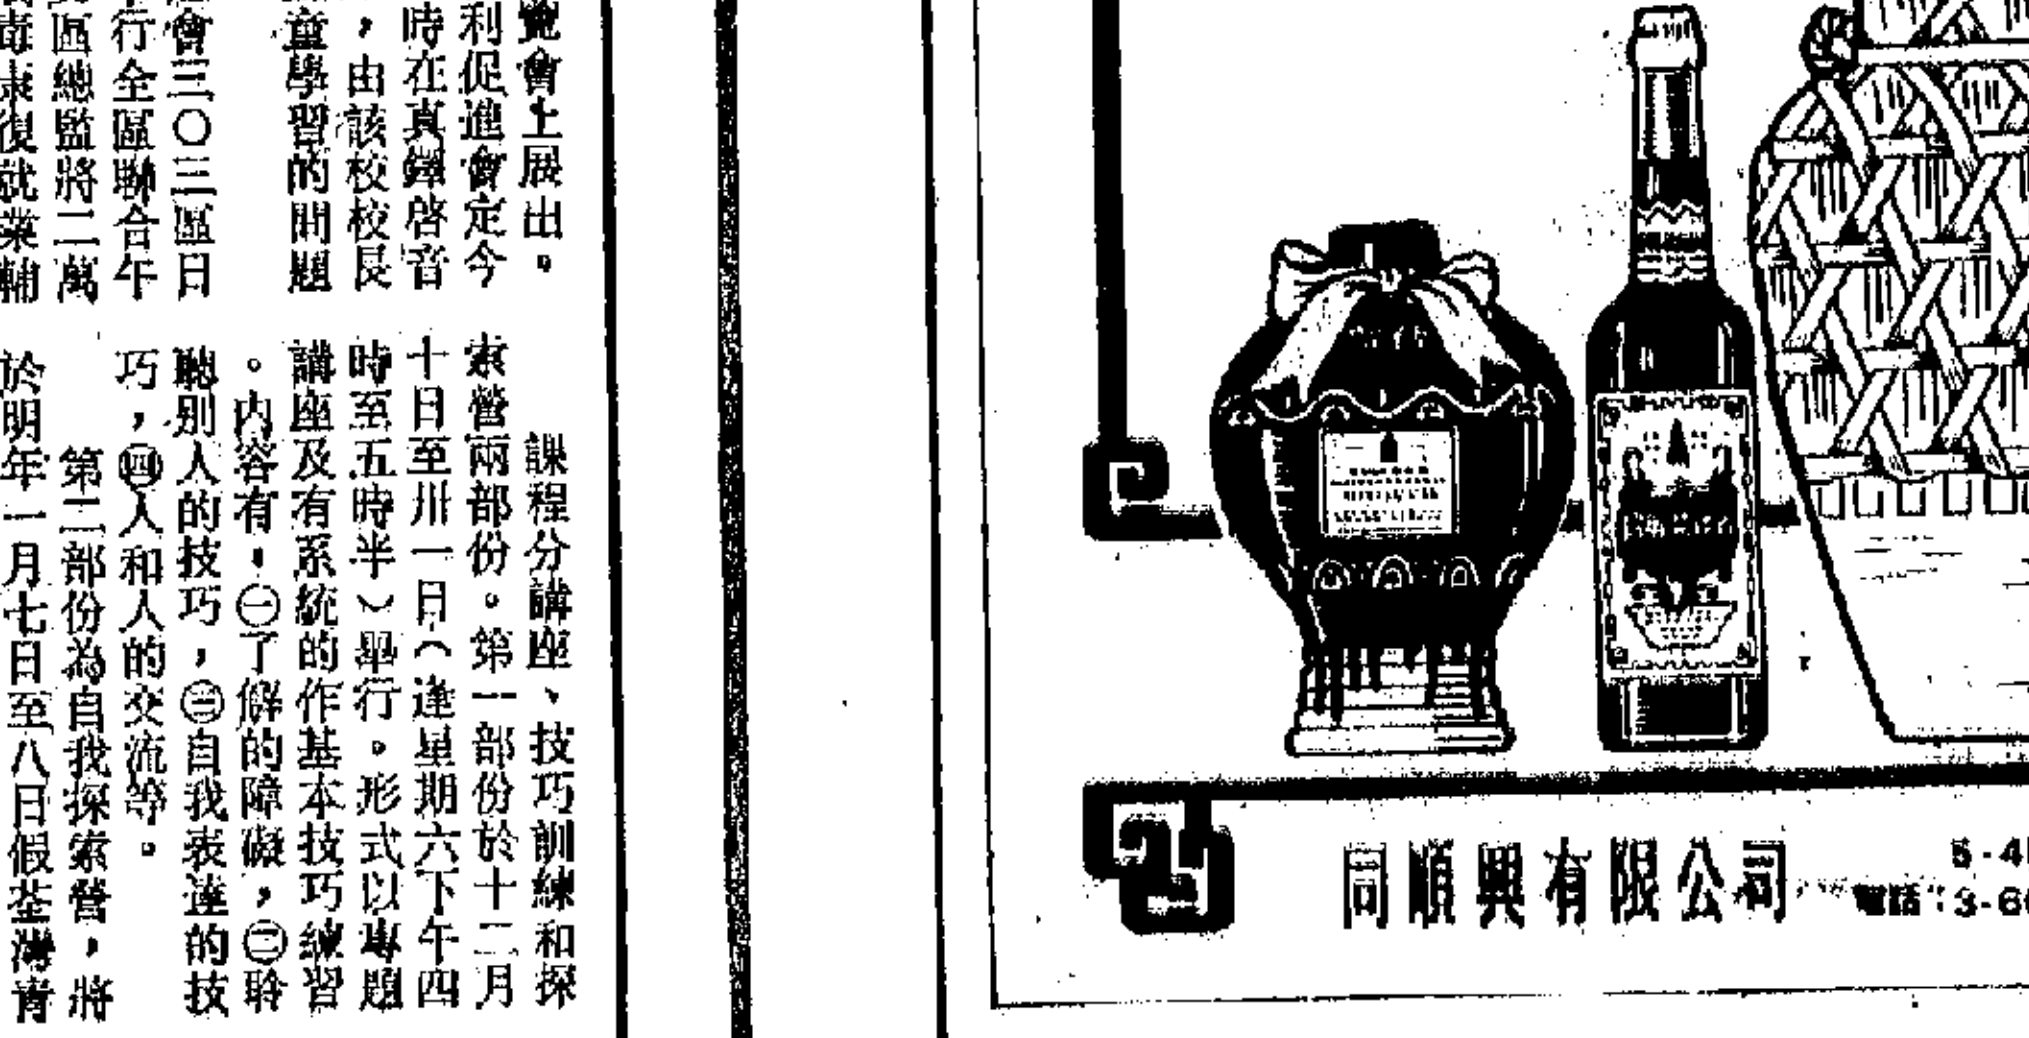 覽會上展出。
利促進會定今
時在真鐸啓音
，由該校校長
童學習的問題
會三〇三區日
行全區聯合午
區總監將二萬
毒康復就業輔
課程分講座、技巧訓練和探
索營兩部份。第一部份於十二月
十日至卅一日（逢星期六下午四
時至五時半）舉行。形式以專題
講座及有系統的作基本技巧練習
。內容有，㊀了解的障礙，㊁聆
聽别人的技巧，㊂自我表達的技
巧，㊃人和人的交流等。
第二部份為自我探索營，將
於明年一月七日至八日假荃灣青
同順興有限公司
5-4
電話：3-6